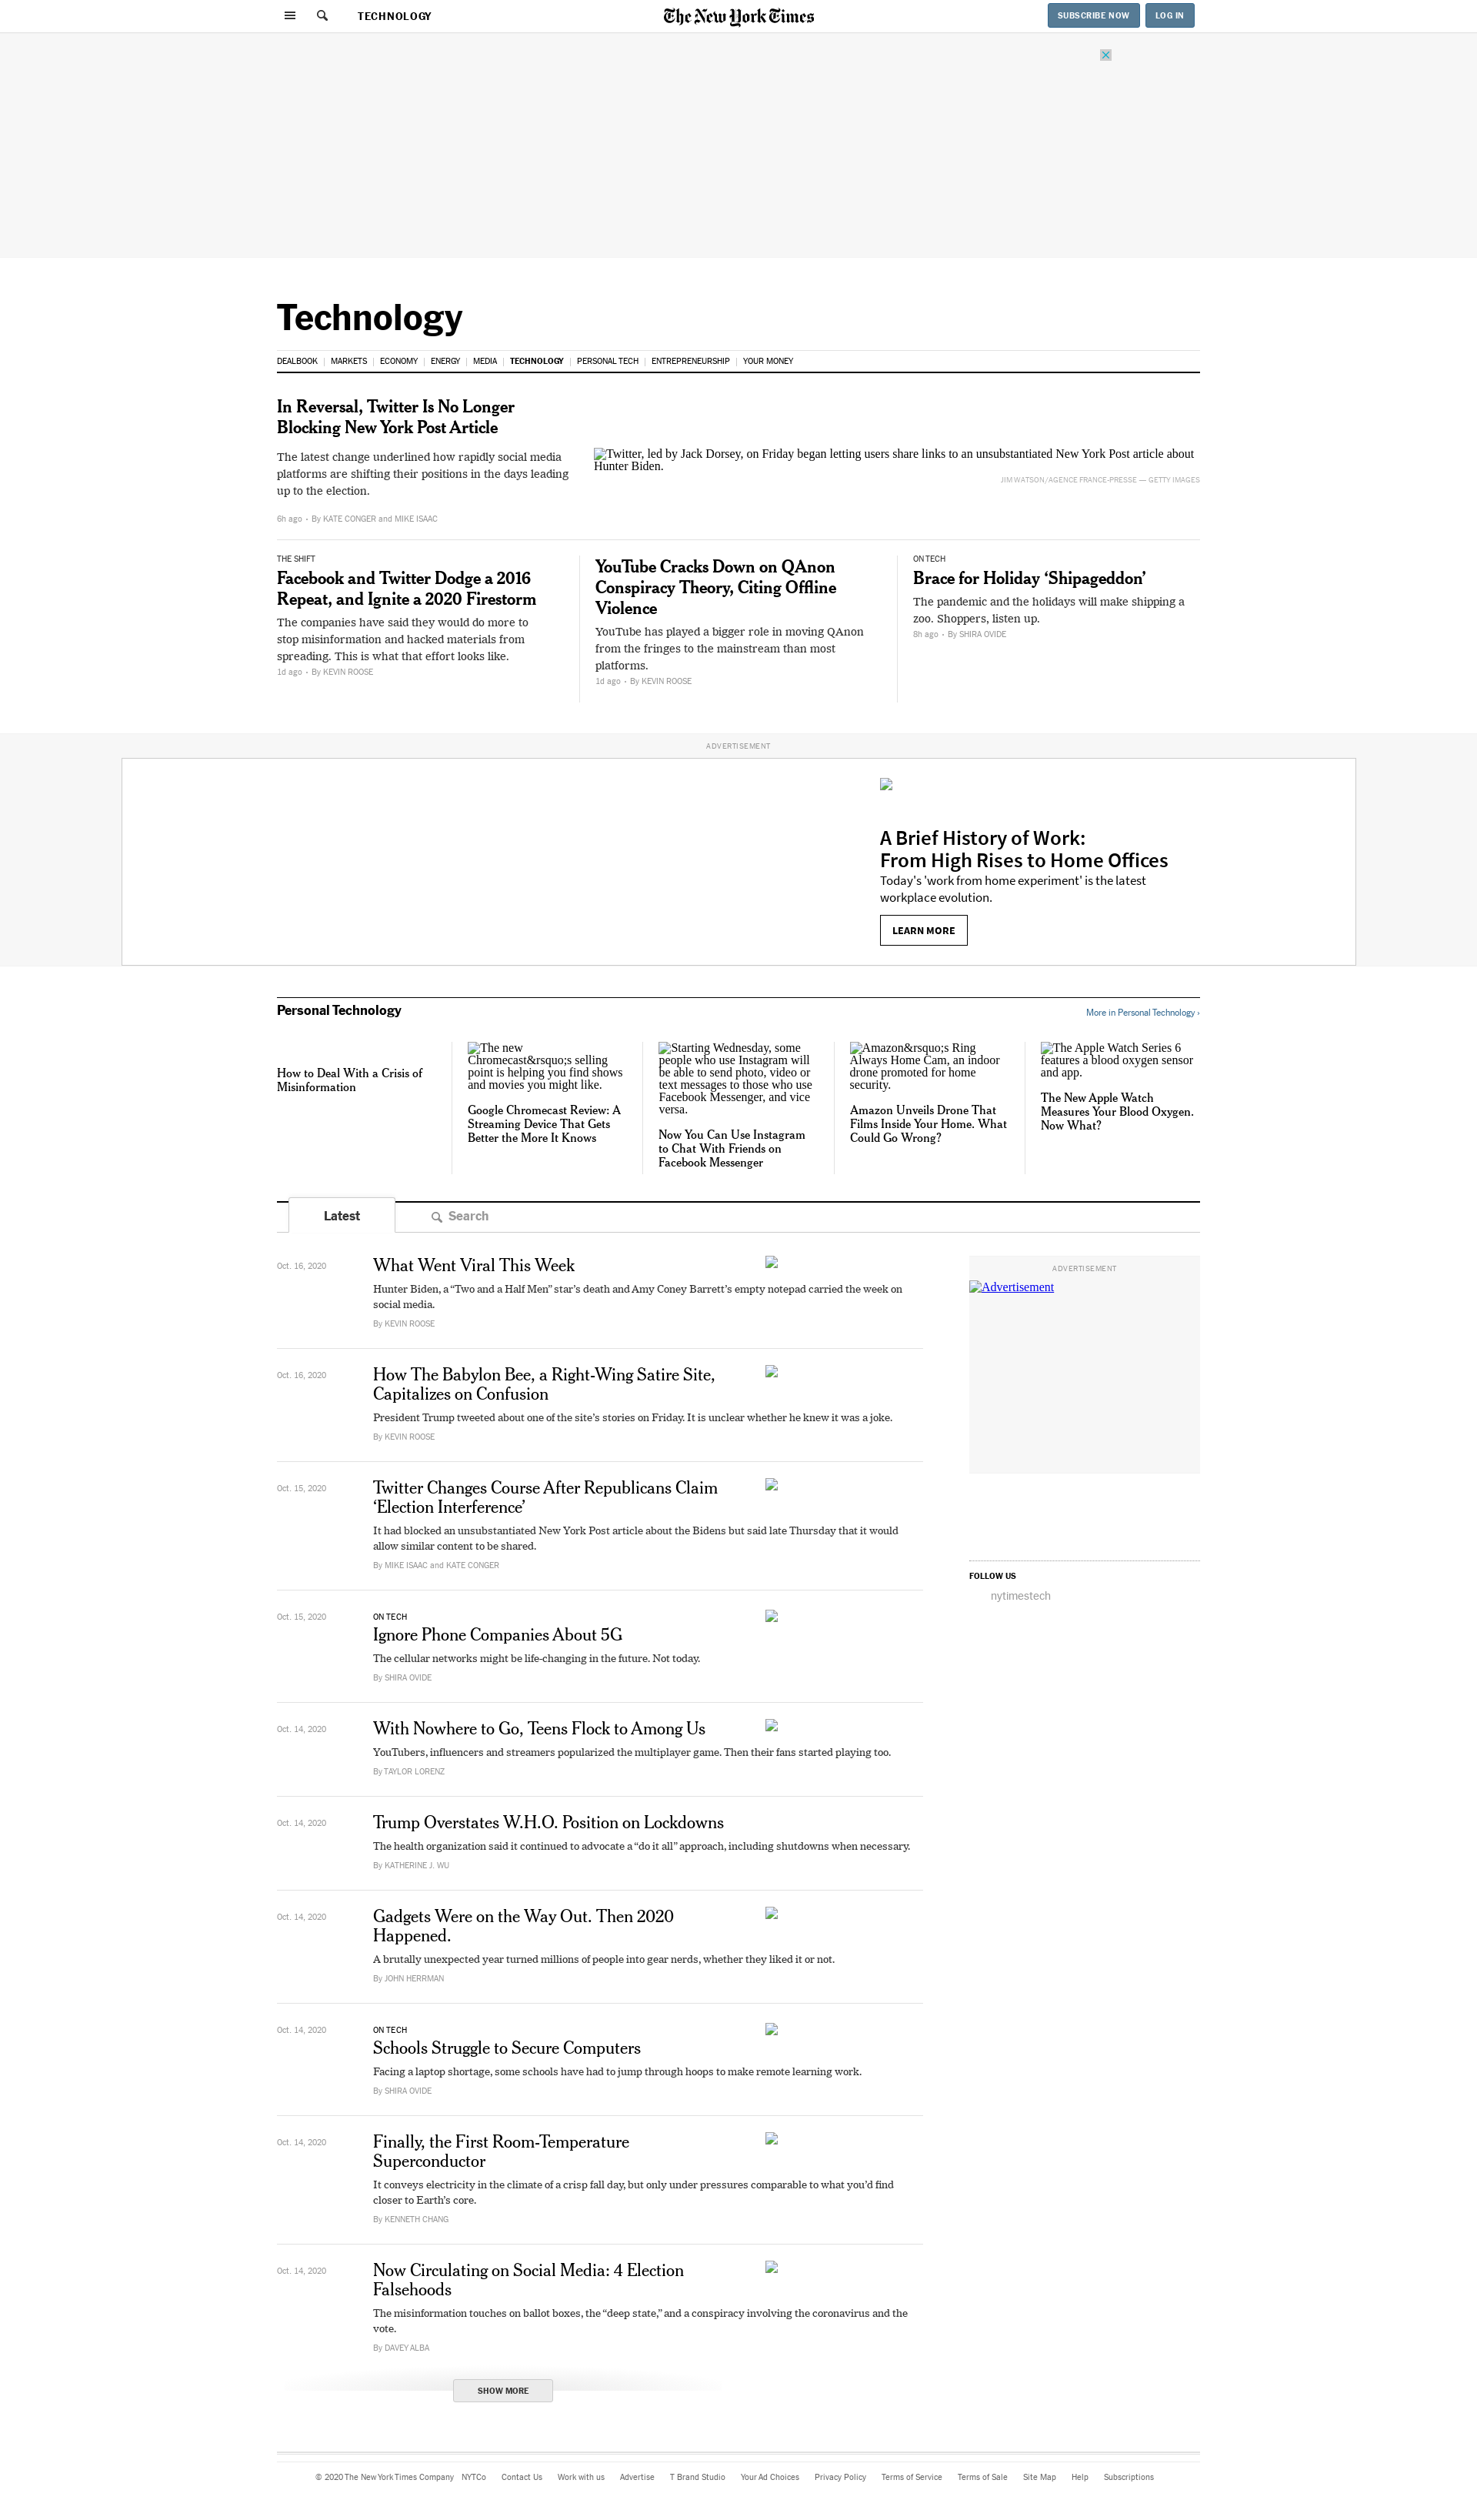 TECHNOLOGY
The New York Times
SUBSCRIBE NOW
LOG IN
Technology
DEALBOOK
MARKETS
ECONOMY
ENERGY
MEDIA
TECHNOLOGY
PERSONAL TECH
ENTREPRENEURSHIP
YOUR MONEY
In Reversal, Twitter Is No Longer
Blocking New York Post Article
The latest change underlined how rapidly social media
platforms are shifting their positions in the days leading
up to the election.
6h ago • By KATE CONGER and MIKE ISAAC
Twitter, led by Jack Dorsey, on Friday began letting users share links to an unsubstantiated New York Post article about
Hunter Biden.
JIM WATSON/AGENCE FRANCE-PRESSE — GETTY IMAGES
THE SHIFT
Facebook and Twitter Dodge a 2016
Repeat, and Ignite a 2020 Firestorm
The companies have said they would do more to
stop misinformation and hacked materials from
spreading. This is what that effort looks like.
1d ago • By KEVIN ROOSE
YouTube Cracks Down on QAnon
Conspiracy Theory, Citing Offline
Violence
YouTube has played a bigger role in moving QAnon
from the fringes to the mainstream than most
platforms.
1d ago • By KEVIN ROOSE
ON TECH
Brace for Holiday ‘Shipageddon’
The pandemic and the holidays will make shipping a
zoo. Shoppers, listen up.
8h ago • By SHIRA OVIDE
ADVERTISEMENT
A Brief History of Work:
From High Rises to Home Offices
Today's 'work from home experiment' is the latest
workplace evolution.
LEARN MORE
Personal Technology
More in Personal Technology ›
How to Deal With a Crisis of
Misinformation
The new
Chromecast&rsquo;s selling
point is helping you find shows
and movies you might like.
Google Chromecast Review: A
Streaming Device That Gets
Better the More It Knows
Starting Wednesday, some
people who use Instagram will
be able to send photo, video or
text messages to those who use
Facebook Messenger, and vice
versa.
Now You Can Use Instagram
to Chat With Friends on
Facebook Messenger
Amazon&rsquo;s Ring
Always Home Cam, an indoor
drone promoted for home
security.
Amazon Unveils Drone That
Films Inside Your Home. What
Could Go Wrong?
The Apple Watch Series 6
features a blood oxygen sensor
and app.
The New Apple Watch
Measures Your Blood Oxygen.
Now What?
Latest
Search
Oct. 16, 2020
What Went Viral This Week
Hunter Biden, a “Two and a Half Men” star’s death and Amy Coney Barrett’s empty notepad carried the week on
social media.
By KEVIN ROOSE
Oct. 16, 2020
How The Babylon Bee, a Right-Wing Satire Site,
Capitalizes on Confusion
President Trump tweeted about one of the site’s stories on Friday. It is unclear whether he knew it was a joke.
By KEVIN ROOSE
Oct. 15, 2020
Twitter Changes Course After Republicans Claim
‘Election Interference’
It had blocked an unsubstantiated New York Post article about the Bidens but said late Thursday that it would
allow similar content to be shared.
By MIKE ISAAC and KATE CONGER
Oct. 15, 2020
ON TECH
Ignore Phone Companies About 5G
The cellular networks might be life-changing in the future. Not today.
By SHIRA OVIDE
Oct. 14, 2020
With Nowhere to Go, Teens Flock to Among Us
YouTubers, influencers and streamers popularized the multiplayer game. Then their fans started playing too.
By TAYLOR LORENZ
Oct. 14, 2020
Trump Overstates W.H.O. Position on Lockdowns
The health organization said it continued to advocate a “do it all” approach, including shutdowns when necessary.
By KATHERINE J. WU
Oct. 14, 2020
Gadgets Were on the Way Out. Then 2020
Happened.
A brutally unexpected year turned millions of people into gear nerds, whether they liked it or not.
By JOHN HERRMAN
Oct. 14, 2020
ON TECH
Schools Struggle to Secure Computers
Facing a laptop shortage, some schools have had to jump through hoops to make remote learning work.
By SHIRA OVIDE
Oct. 14, 2020
Finally, the First Room-Temperature
Superconductor
It conveys electricity in the climate of a crisp fall day, but only under pressures comparable to what you’d find
closer to Earth’s core.
By KENNETH CHANG
Oct. 14, 2020
Now Circulating on Social Media: 4 Election
Falsehoods
The misinformation touches on ballot boxes, the “deep state,” and a conspiracy involving the coronavirus and the
vote.
By DAVEY ALBA
SHOW MORE
ADVERTISEMENT
Advertisement
FOLLOW US
nytimestech
© 2020 The New York Times Company
NYTCo
Contact Us
Work with us
Advertise
T Brand Studio
Your Ad Choices
Privacy Policy
Terms of Service
Terms of Sale
Site Map
Help
Subscriptions